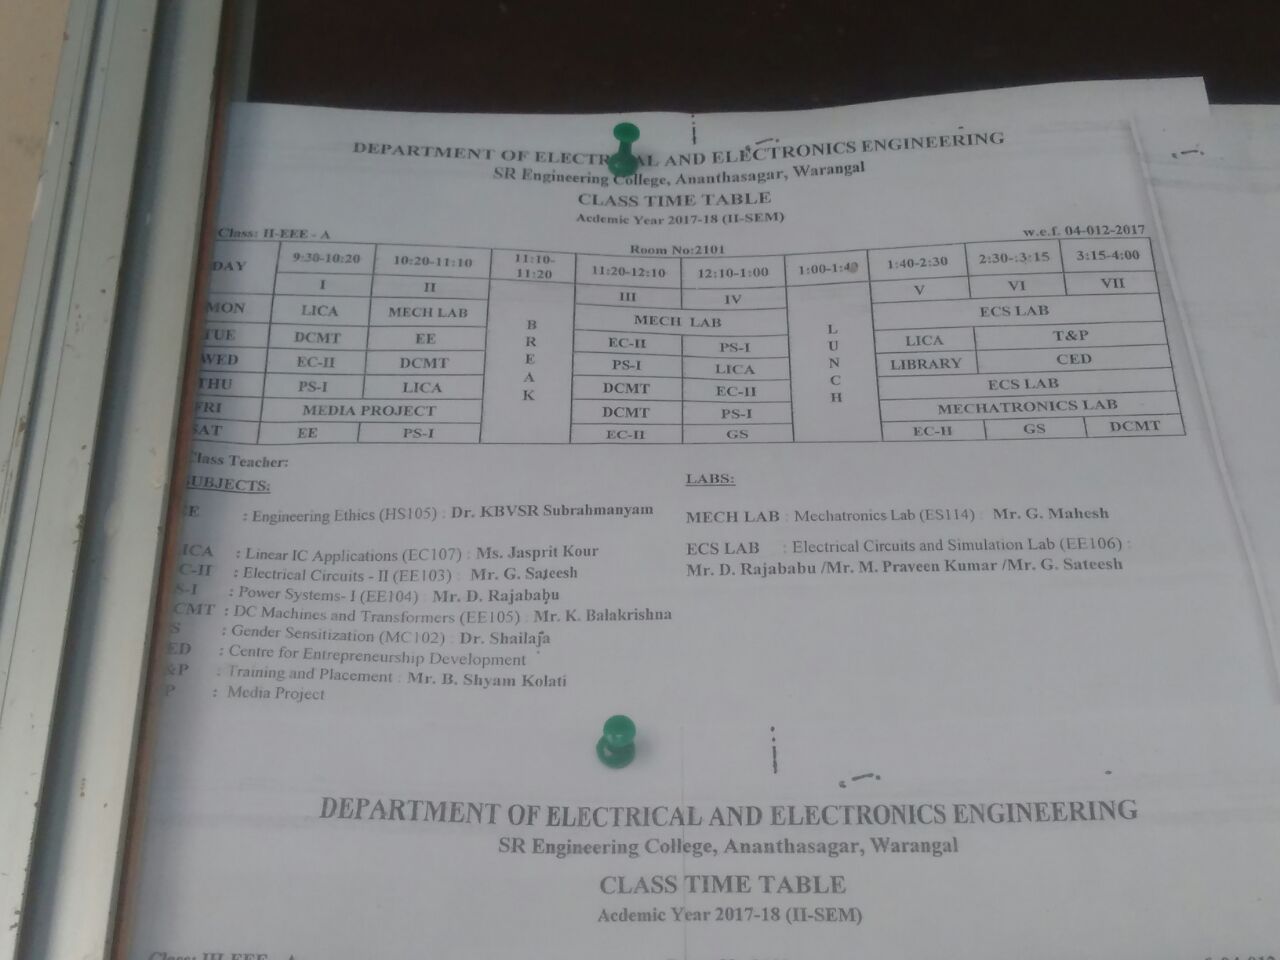 DEPARTMENT OF ELECTRICAL AND ELECTRONICS ENGINEERING
SR Engineering College, Ananthasagar, Warangal
CLASS TIME TABLE
Acdemic Year 2017-18 (II-SEM)
Class: II-EEE - A Room No:2101 w.e.f. 04-012-2017
DAY 9:30-10:20 10:20-11:10 11:10-11:20 11:20-12:10 12:10-1:00 1:00-1:40 1:40-2:30 2:30-:3:15 3:15-4:00
I II BREAK III IV LUNCH V VI VII
MON LICA MECH LAB MECH LAB ECS LAB
TUE DCMT EE EC-II PS-I LICA T&P
WED EC-II DCMT PS-I LICA LIBRARY CED
THU PS-I LICA DCMT EC-II ECS LAB
FRI MEDIA PROJECT DCMT PS-I MECHATRONICS LAB
SAT EE PS-I EC-II GS EC-II GS DCMT
Class Teacher:
SUBJECTS:
LABS:
E : Engineering Ethics (HS105) : Dr. KBVSR Subrahmanyam
MECH LAB : Mechatronics Lab (ES114) : Mr. G. Mahesh
ICA : Linear IC Applications (EC107) : Ms. Jasprit Kour
ECS LAB : Electrical Circuits and Simulation Lab (EE106) :
Mr. D. Rajababu /Mr. M. Praveen Kumar /Mr. G. Sateesh
C-II : Electrical Circuits - II (EE103) : Mr. G. Sateesh
S-I : Power Systems- I (EE104) : Mr. D. Rajababu
CMT : DC Machines and Transformers (EE105) : Mr. K. Balakrishna
S : Gender Sensitization (MC102) : Dr. Shailaja
ED : Centre for Entrepreneurship Development
&P : Training and Placement : Mr. B. Shyam Kolati
P : Media Project
DEPARTMENT OF ELECTRICAL AND ELECTRONICS ENGINEERING
SR Engineering College, Ananthasagar, Warangal
CLASS TIME TABLE
Acdemic Year 2017-18 (II-SEM)
Class: III-EEE - A